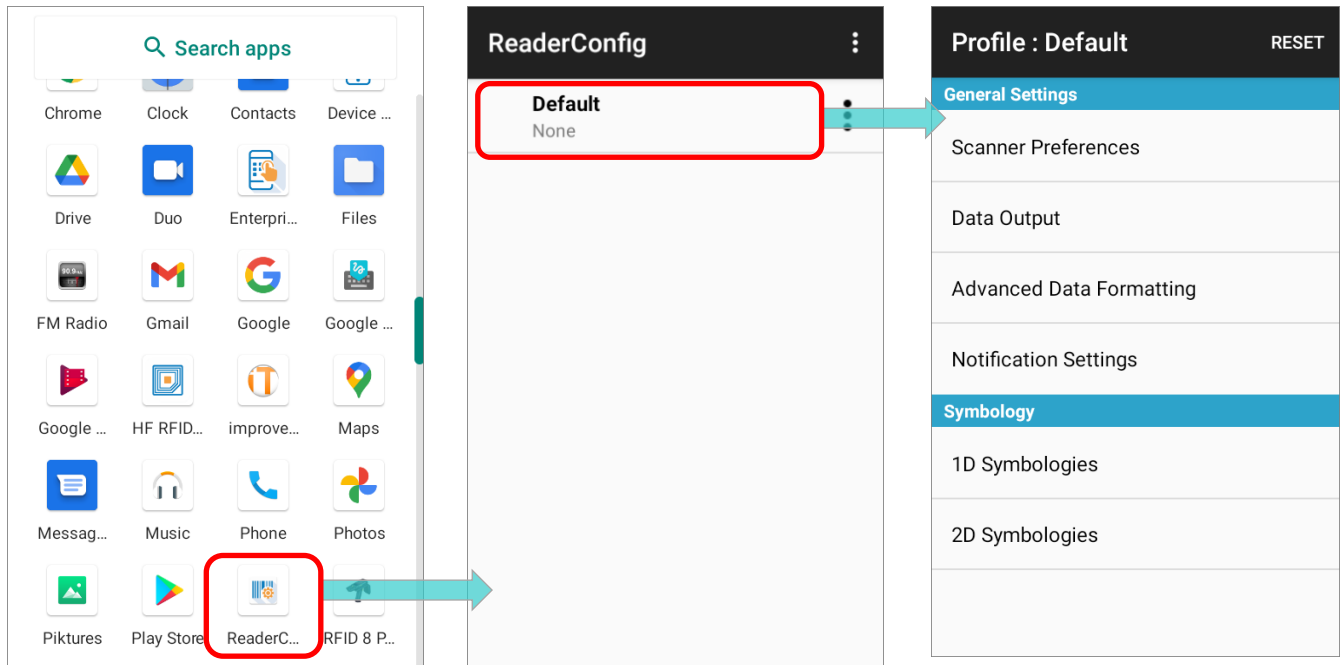 Search apps
Chrome Clock Contacts Device ...
Drive Duo Enterpri... Files
90.9
FM Radio Gmail Google Google ...
Google ... HF RFID... improve... Maps
Messag... Music Phone Photos
Piktures Play Store ReaderC... RFID 8 P...
ReaderConfig
Default
None
Profile : Default RESET
General Settings
Scanner Preferences
Data Output
Advanced Data Formatting
Notification Settings
Symbology
1D Symbologies
2D Symbologies